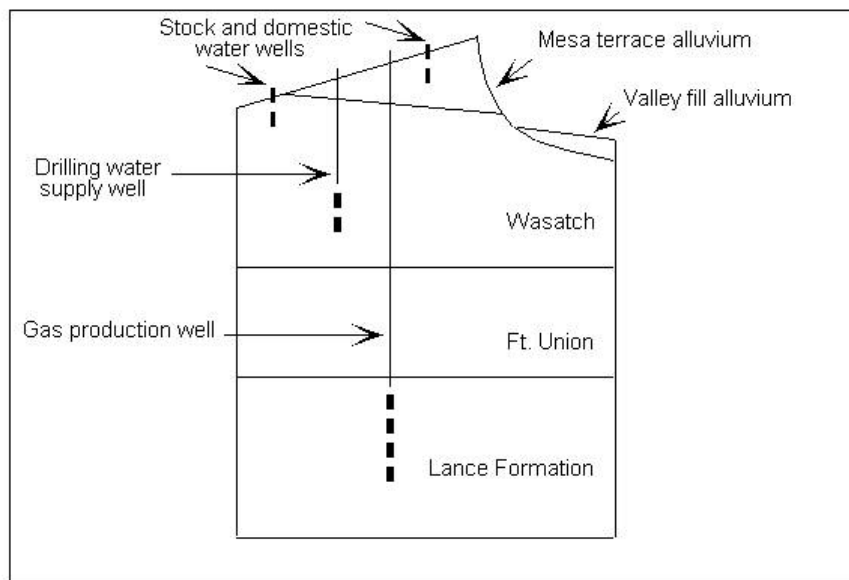 Stock and domestic
water wells
Mesa terrace alluvium
Valley fill alluvium
Drilling water
supply well
Wasatch
Gas production well
Ft. Union
Lance Formation